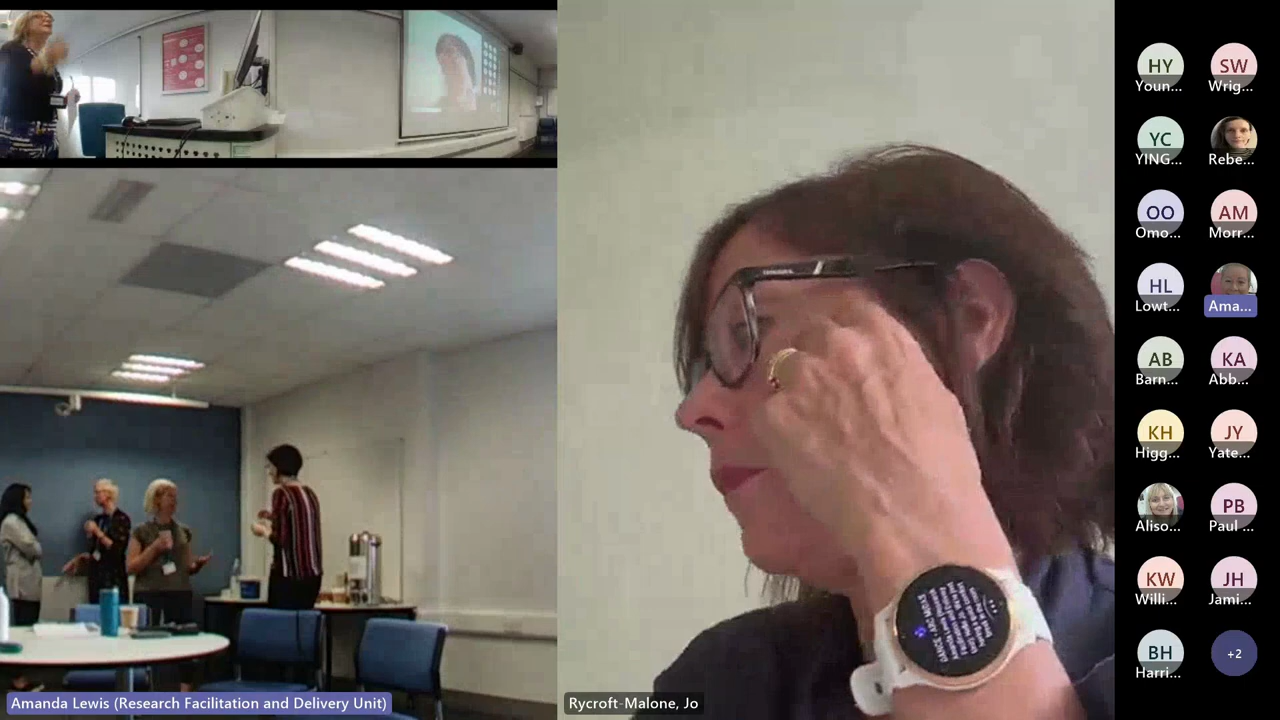 HY
Youn...
SW
Wrig...
YC
YING...
Rebe...
OO
Omo...
AM
Morr...
HL
Lowt...
Ama...
AB
Barn...
KA
Abb...
KH
Higg...
JY
Yate...
Aliso...
PB
Paul ...
KW
Willi...
JH
Jami...
BH
Harri...
+2
Amanda Lewis (Research Facilitation and Delivery Unit)
Rycroft-Malone, Jo